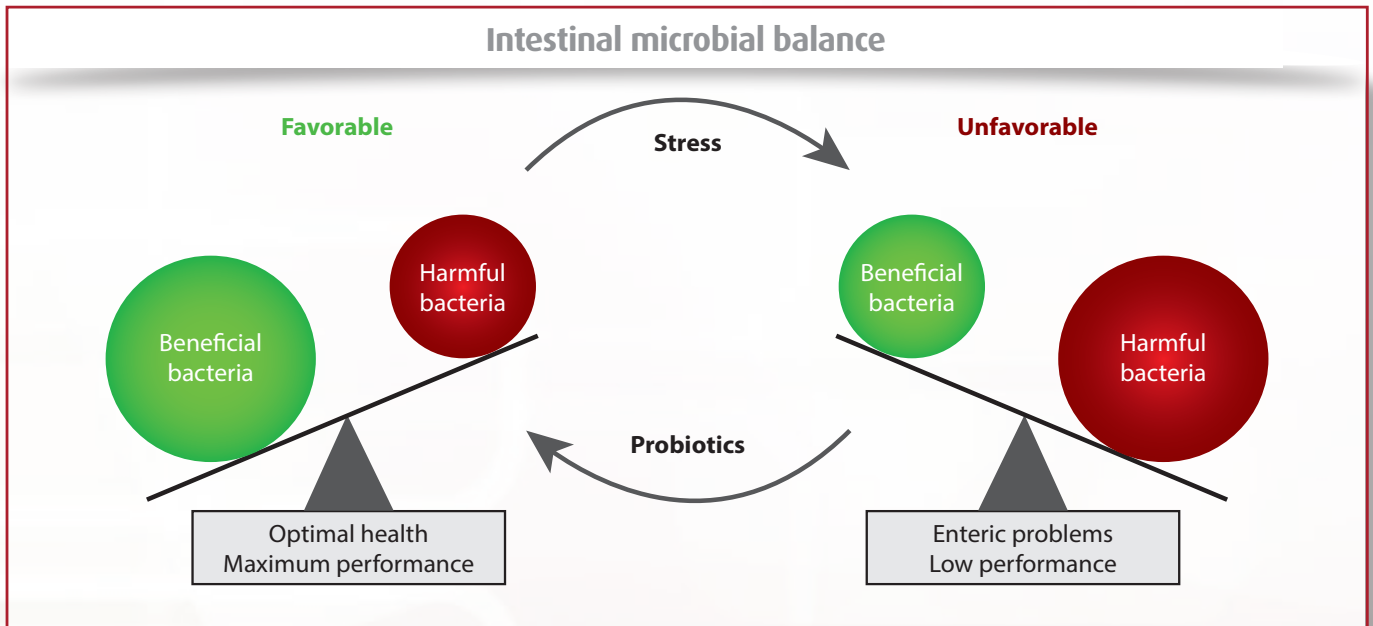 Intestinal microbial balance
Favorable
Stress
Unfavorable
Beneficial
bacteria
Harmful
bacteria
Beneficial
bacteria
Harmful
bacteria
Probiotics
Optimal health
Maximum performance
Enteric problems
Low performance